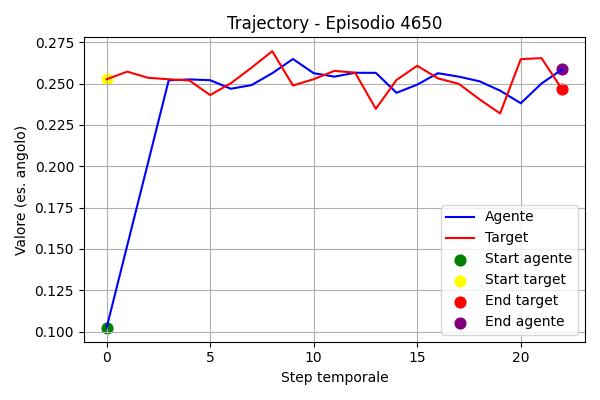 Trajectory - Episodio 4650
Valore (es. angolo)
0.275
0.250
0.225
0.200
0.175
0.150
0.125
0.100
Agente
Target
Start agente
Start target
End target
End agente
0 5 10 15 20
Step temporale